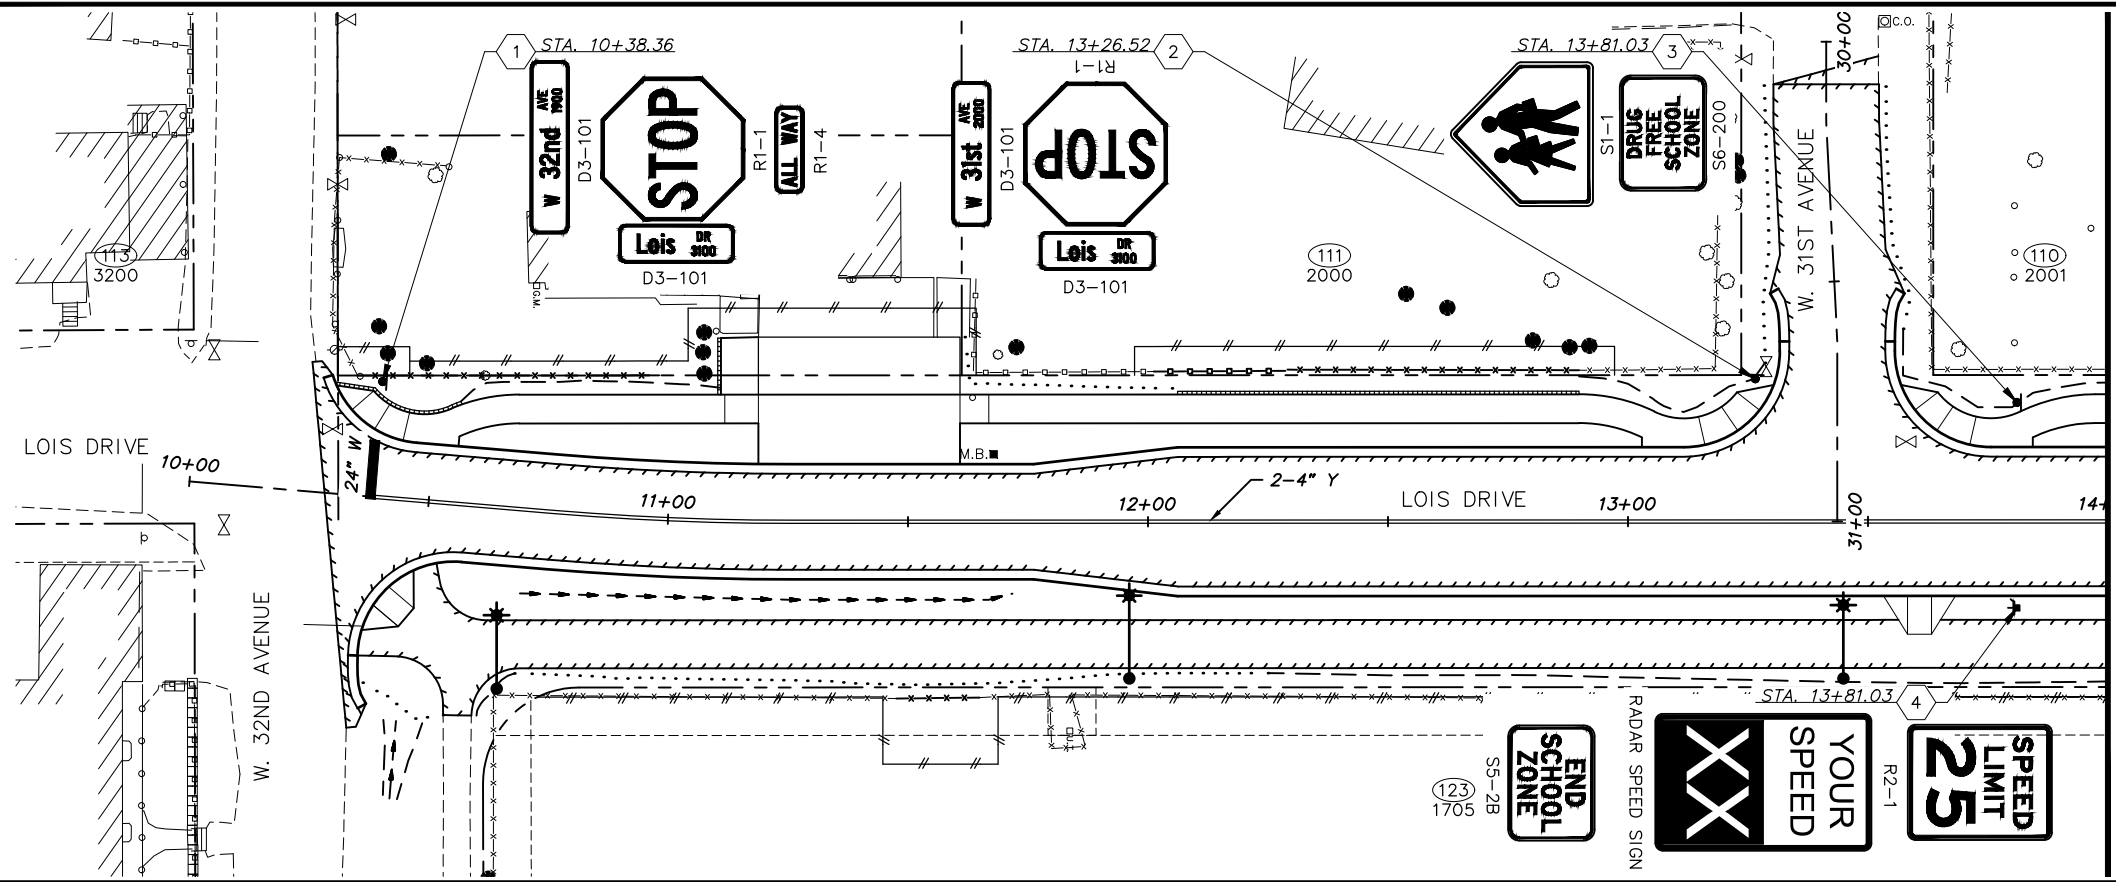 1
STA. 10+38.36
STA. 13+26.52
2
STA. 13+81.03
3
30+00
C.O.
W 32nd AVE 1900
D3-101
STOP
R1-1
ALL WAY
R1-4
Lois DR 3100
D3-101
W 31st AVE 2000
D3-101
R1-1
STOP
Lois DR 3100
D3-101
S1-1
DRUG
FREE
SCHOOL
ZONE
S6-200
W. 31ST AVENUE
113
3200
111
2000
110
2001
G.M.
LOIS DRIVE
10+00
24" W
M.B.
11+00
12+00
2-4" Y
LOIS DRIVE
13+00
31+00
14+
W. 32ND AVENUE
STA. 13+81.03
4
123
1705
S5-2B
END
SCHOOL
ZONE
RADAR SPEED SIGN
YOUR
SPEED
XX
R2-1
SPEED
LIMIT
25